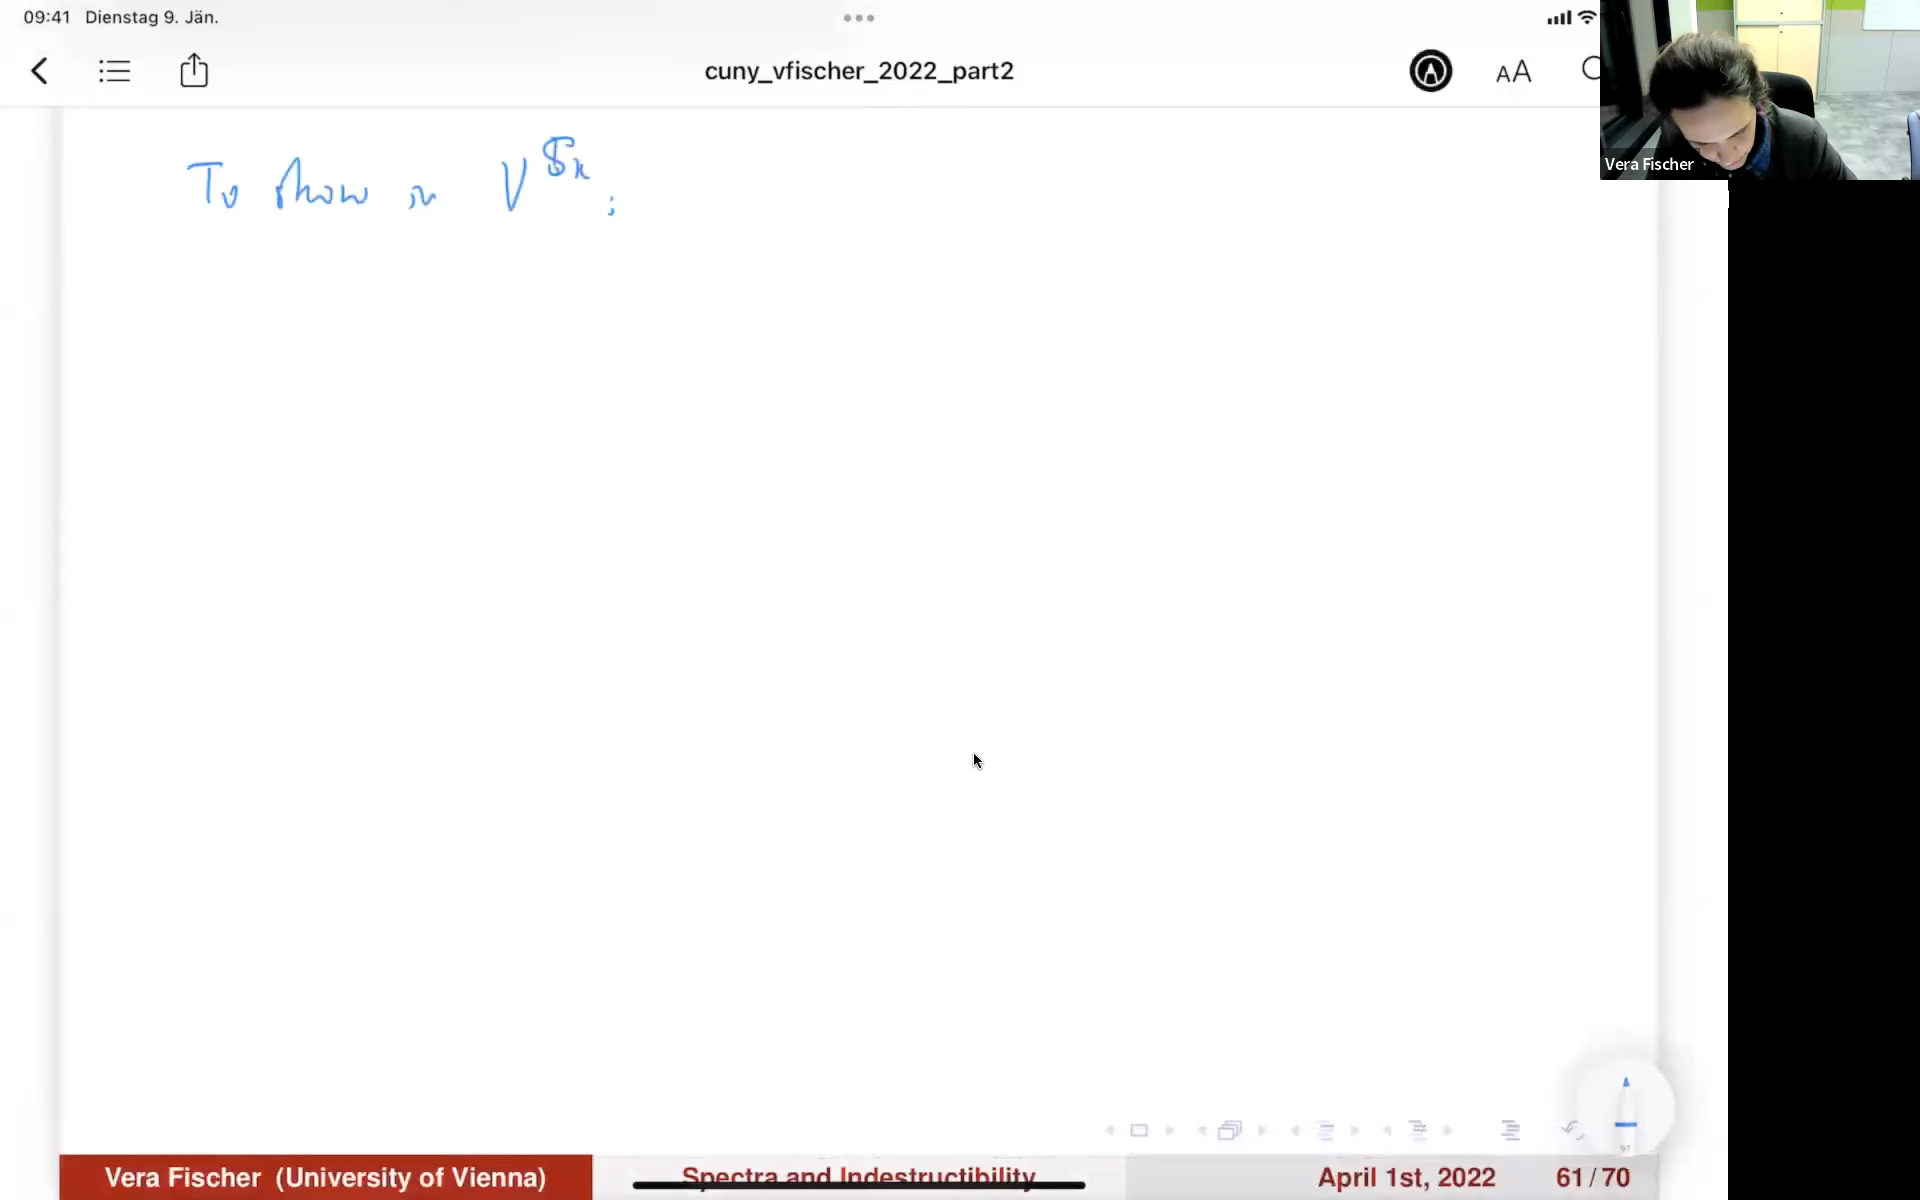 09:41 Dienstag 9. Jän.
cuny_vfischer_2022_part2
AA
Vera Fischer
To show in V^𝕊κ:
Vera Fischer (University of Vienna)
Spectra and Indestructibility
April 1st, 2022
61 / 70